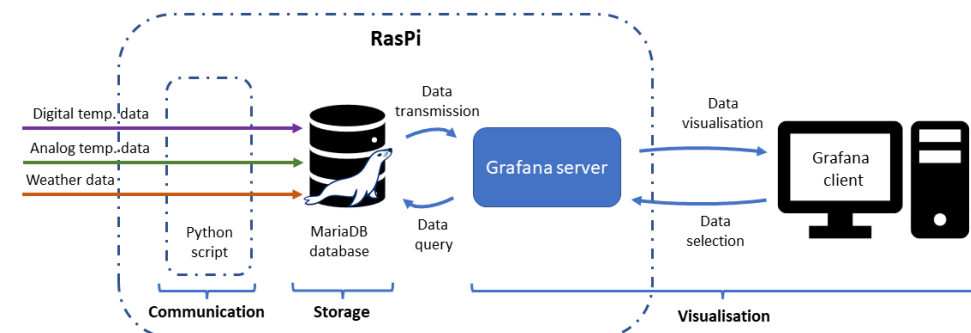 RasPi
Digital temp. data
Analog temp. data
Weather data
Python
script
MariaDB
database
Data
transmission
Data
query
Grafana server
Data
visualisation
Data
selection
Grafana
client
Communication
Storage
Visualisation